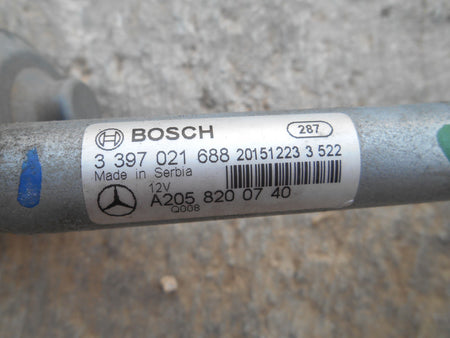 BOSCH 287
3 397 021 688 20151223 3 522
Made in Serbia
12V
A205 820 07 40
Q008